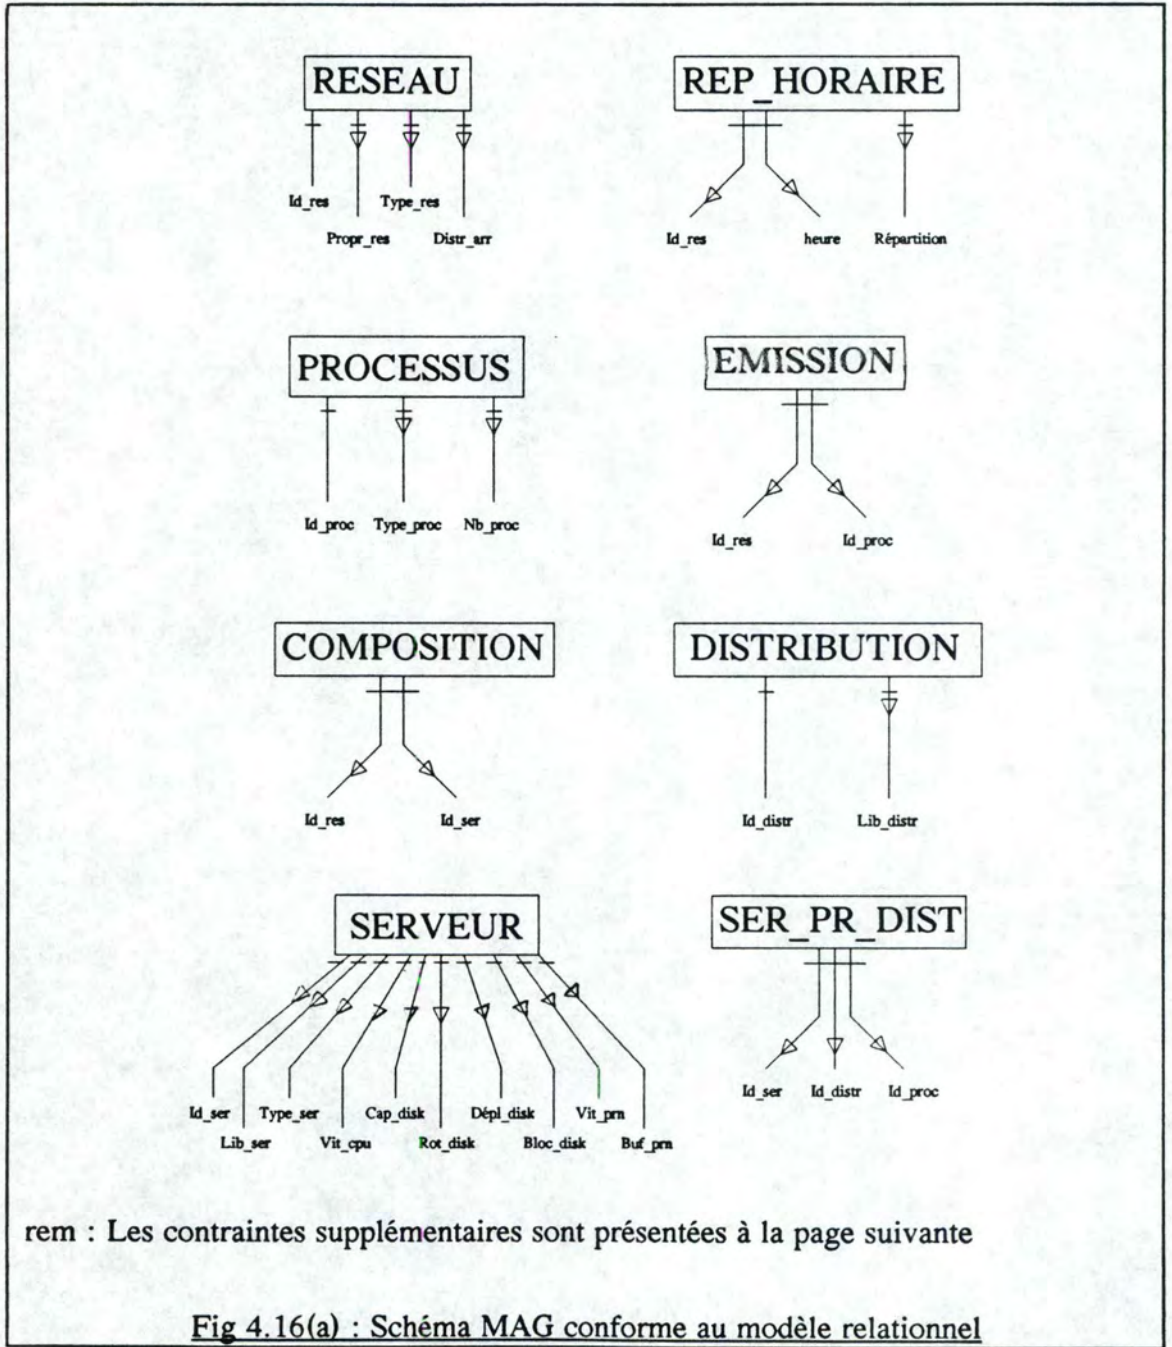 RESEAU
REP_HORAIRE
Id_res
Type_res
Propr_res
Distr_arr
Id_res
heure
Répartition
PROCESSUS
EMISSION
Id_proc
Type_proc
Nb_proc
Id_res
Id_proc
COMPOSITION
DISTRIBUTION
Id_res
Id_ser
Id_distr
Lib_distr
SERVEUR
SER_PR_DIST
Id_ser
Type_ser
Cap_disk
Dépl_disk
Vit_prn
Lib_ser
Vit_cpu
Rot_disk
Bloc_disk
Buf_prn
Id_ser
Id_distr
Id_proc
rem : Les contraintes supplémentaires sont présentées à la page suivante
Fig 4.16(a) : Schéma MAG conforme au modèle relationnel